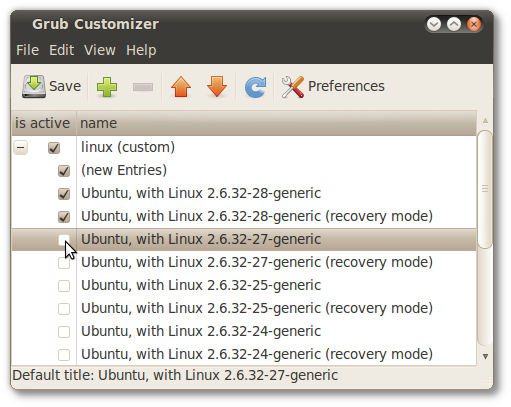 Grub Customizer
File Edit View Help
Save Preferences
is active name
linux (custom)
(new Entries)
Ubuntu, with Linux 2.6.32-28-generic
Ubuntu, with Linux 2.6.32-28-generic (recovery mode)
Ubuntu, with Linux 2.6.32-27-generic
Ubuntu, with Linux 2.6.32-27-generic (recovery mode)
Ubuntu, with Linux 2.6.32-25-generic
Ubuntu, with Linux 2.6.32-25-generic (recovery mode)
Ubuntu, with Linux 2.6.32-24-generic
Ubuntu, with Linux 2.6.32-24-generic (recovery mode)
Default title: Ubuntu, with Linux 2.6.32-27-generic